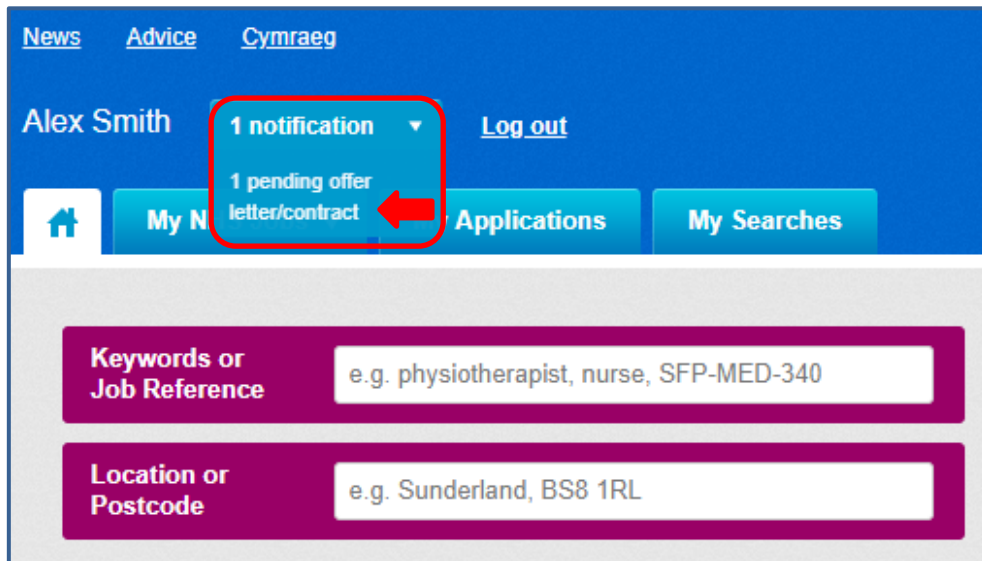 News Advice Cymraeg
Alex Smith 1 notification Log out
1 pending offer
letter/contract
My N Applications My Searches
Keywords or
Job Reference
e.g. physiotherapist, nurse, SFP-MED-340
Location or
Postcode
e.g. Sunderland, BS8 1RL